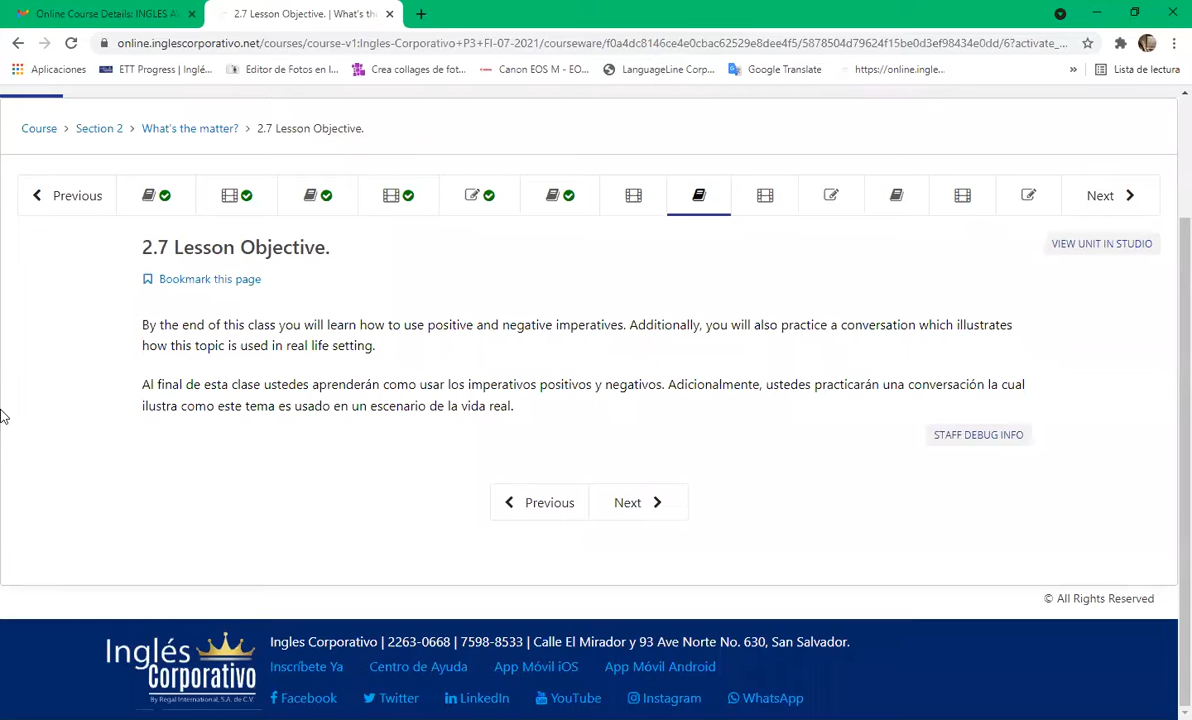 Online Course Details: INGLES A
2.7 Lesson Objective. | What's th
online.inglescorporativo.net/courses/course-v1:Ingles-Corporativo+P3+FI-07-2021/courseware/f0a4dc8146ce4e0cbac62529e8dee4f5/5878504d79624f15be0d3ef98434e0dd/6?activate_...
Aplicaciones
ETT Progress | Inglé...
Editor de Fotos en l...
Crea collages de fot...
Canon EOS M - EO...
LanguageLine Corp...
Google Translate
https://online.ingle...
»
Lista de lectura
Course > Section 2 > What's the matter? > 2.7 Lesson Objective.
Previous
Next
2.7 Lesson Objective.
VIEW UNIT IN STUDIO
Bookmark this page
By the end of this class you will learn how to use positive and negative imperatives. Additionally, you will also practice a conversation which illustrates
how this topic is used in real life setting.
Al final de esta clase ustedes aprenderán como usar los imperativos positivos y negativos. Adicionalmente, ustedes practicarán una conversación la cual
ilustra como este tema es usado en un escenario de la vida real.
STAFF DEBUG INFO
Previous
Next
© All Rights Reserved
Inglés
Corporativo
By Regal International, S.A. de C.V.
Ingles Corporativo | 2263-0668 | 7598-8533 | Calle El Mirador y 93 Ave Norte No. 630, San Salvador.
Inscríbete Ya Centro de Ayuda App Móvil iOS App Móvil Android
Facebook Twitter LinkedIn YouTube Instagram WhatsApp